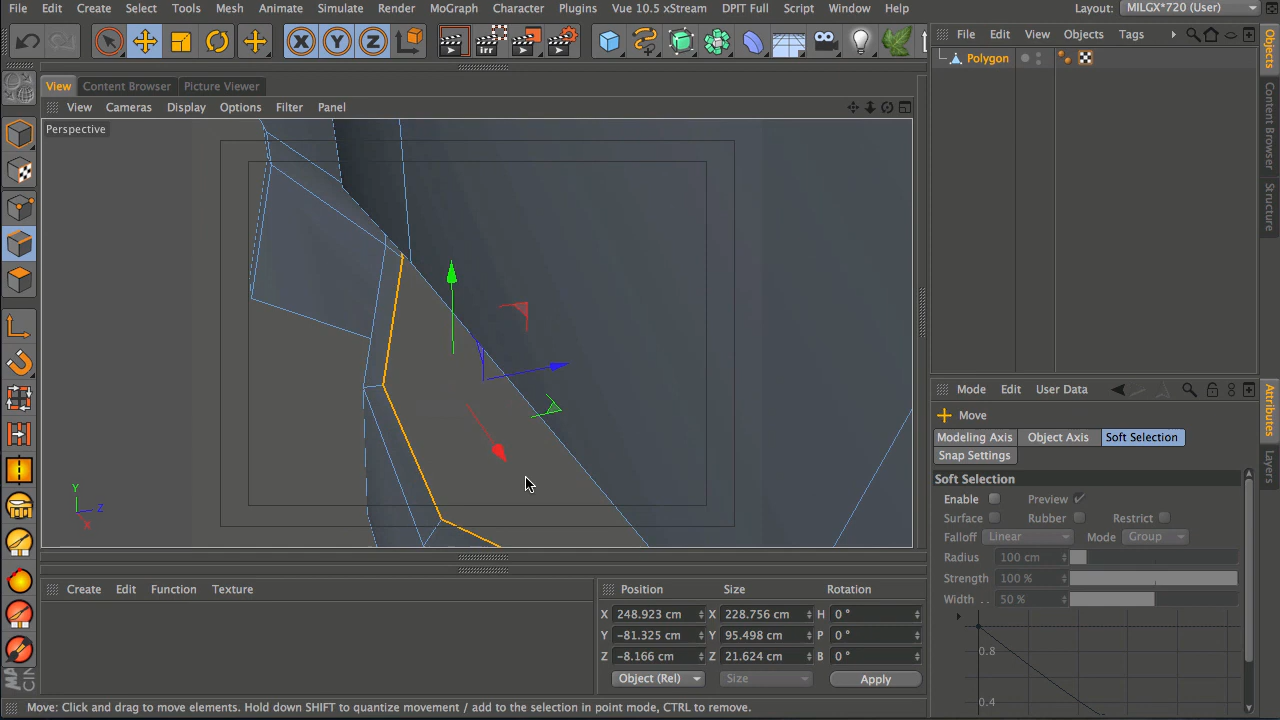 File Edit Create Select Tools Mesh Animate Simulate Render MoGraph Character Plugins Vue 10.5 xStream DPIT Full Script Window Help Layout: MILGX*720 (User)
X Y Z irr
File Edit View Objects Tags
Objects
View Content Browser Picture Viewer
Polygon
View Cameras Display Options Filter Panel
Perspective
Content Browser
Structure
Mode Edit User Data
Attributes
Move
Modeling Axis Object Axis Soft Selection
Snap Settings
Layers
Soft Selection
Enable Preview
Surface Rubber Restrict
Falloff Linear Mode Group
Radius 100 cm
Strength 100 %
Width .. 50 %
0.8
0.4
Y
Z
X
Create Edit Function Texture
Position Size Rotation
X 248.923 cm X 228.756 cm H 0 °
Y -81.325 cm Y 95.498 cm P 0 °
Z -8.166 cm Z 21.624 cm B 0 °
Object (Rel) Size Apply
Move: Click and drag to move elements. Hold down SHIFT to quantize movement / add to the selection in point mode, CTRL to remove.